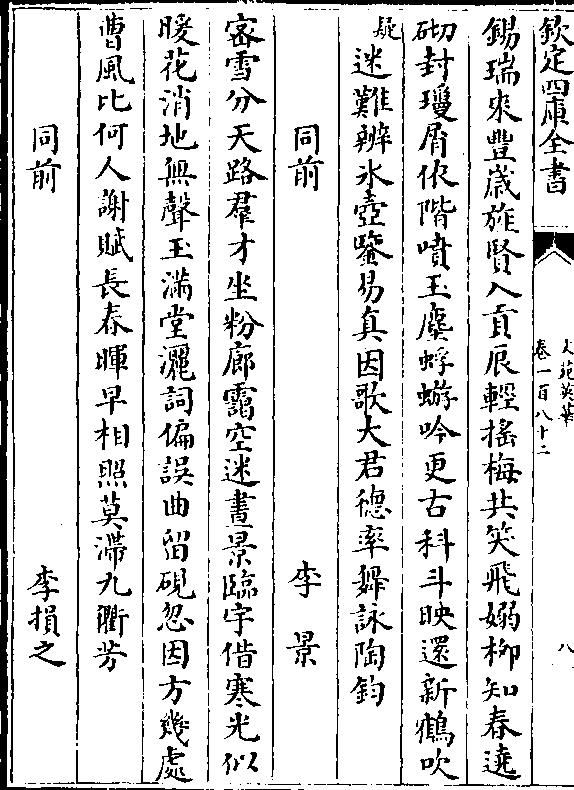 欽定四庫全書
文苑英華
卷一百八十二
八
錫瑞來豐歳旌賢入貢辰輕揺梅共笑飛嫋栁知春遶
砌封瓊屑依階噴玉塵蜉蝣吟更古科斗映還新鶴吹
疑迷難辨氷壺鑒易真因歌大君徳率舞詠陶鈞
同前　李景
密雪分天路羣才坐粉廊靄空迷晝景臨宇借寒光似
暖花消地無聲玉滿堂灑詞偏誤曲留硯忽因方幾處
曹風比何人謝賦長春暉早相照莫滯九衢芳
同前　李損之